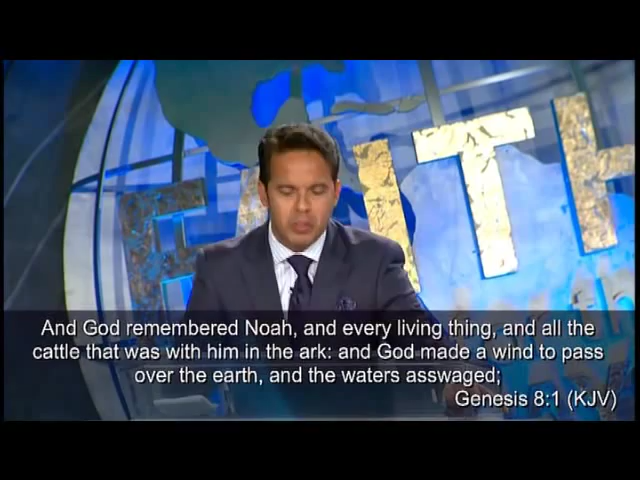 FAITH
And God remembered Noah, and every living thing, and all the
cattle that was with him in the ark: and God made a wind to pass
over the earth, and the waters asswaged;
Genesis 8:1 (KJV)